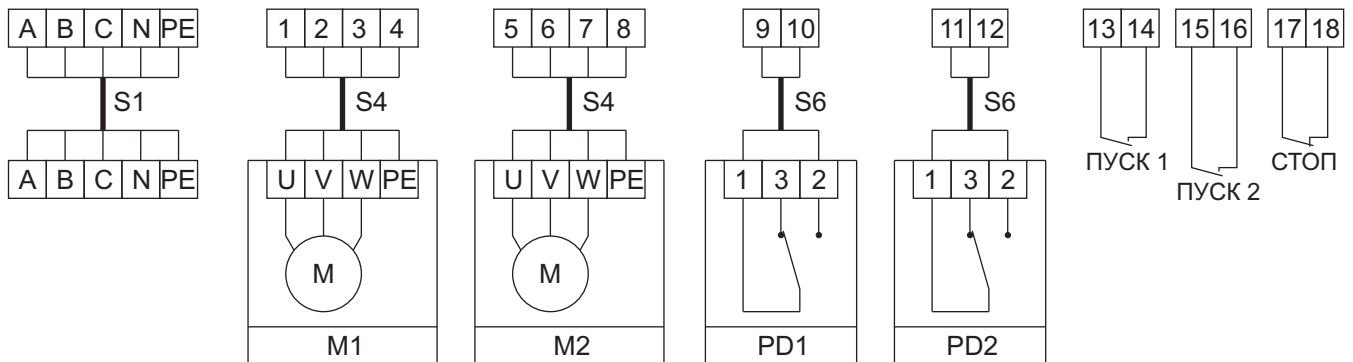 A B C N PE 1 2 3 4 5 6 7 8 9 10 11 12 13 14 15 16 17 18
S1 S4 S4 S6 S6
ПУСК 1 СТОП
A B C N PE U V W PE U V W PE 1 3 2 1 3 2
ПУСК 2
M M
M1 M2 PD1 PD2